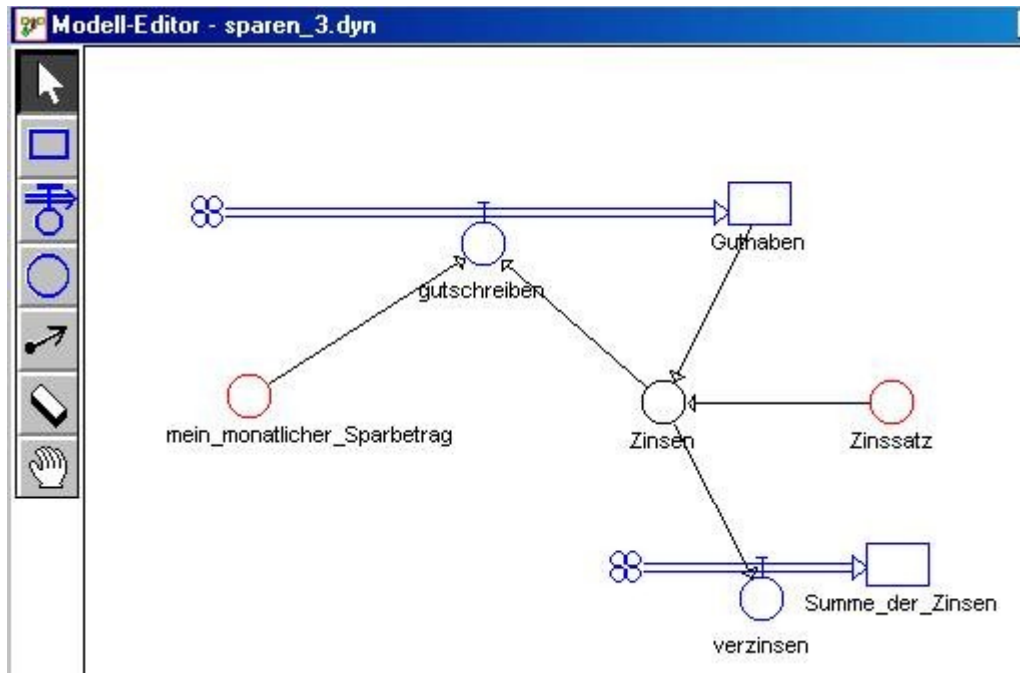 Modell-Editor - sparen_3.dyn
Guthaben
gutschreiben
mein_monatlicher_Sparbetrag
Zinsen
Zinssatz
Summe_der_Zinsen
verzinsen